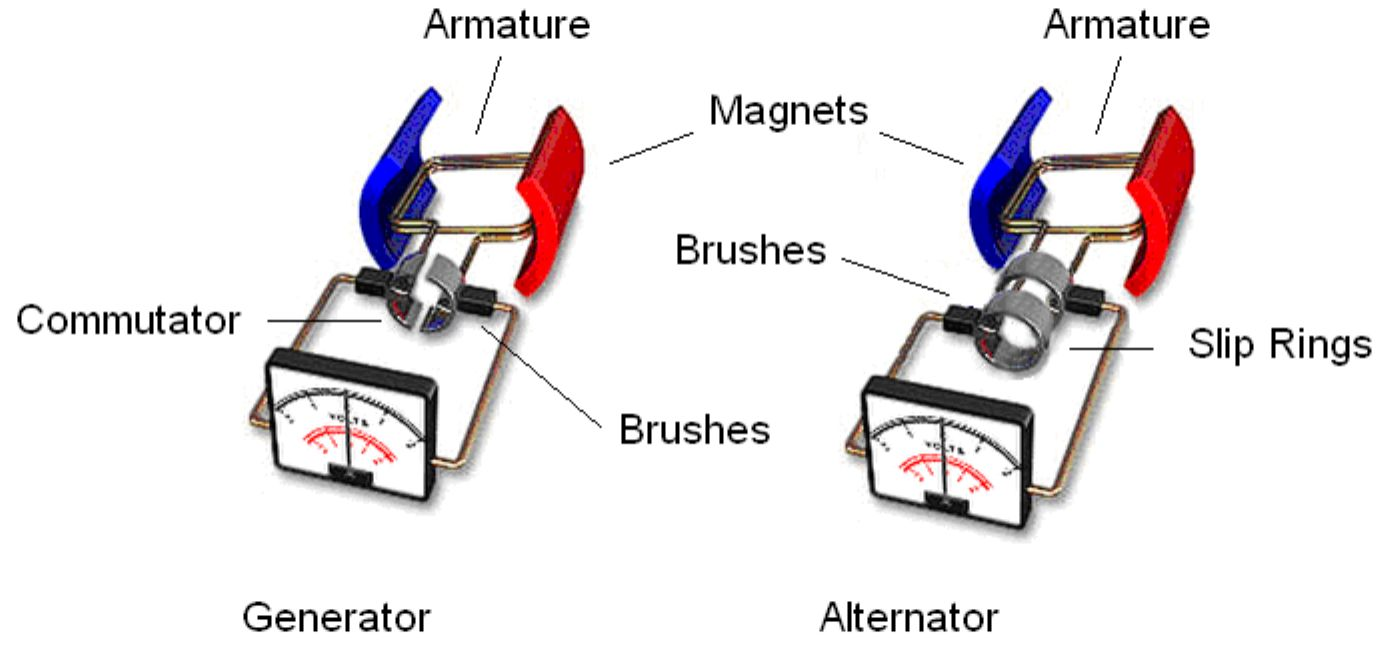 Armature
Armature
Magnets
Brushes
Commutator
Slip Rings
Brushes
VOLTS
VOLTS
Generator
Alternator